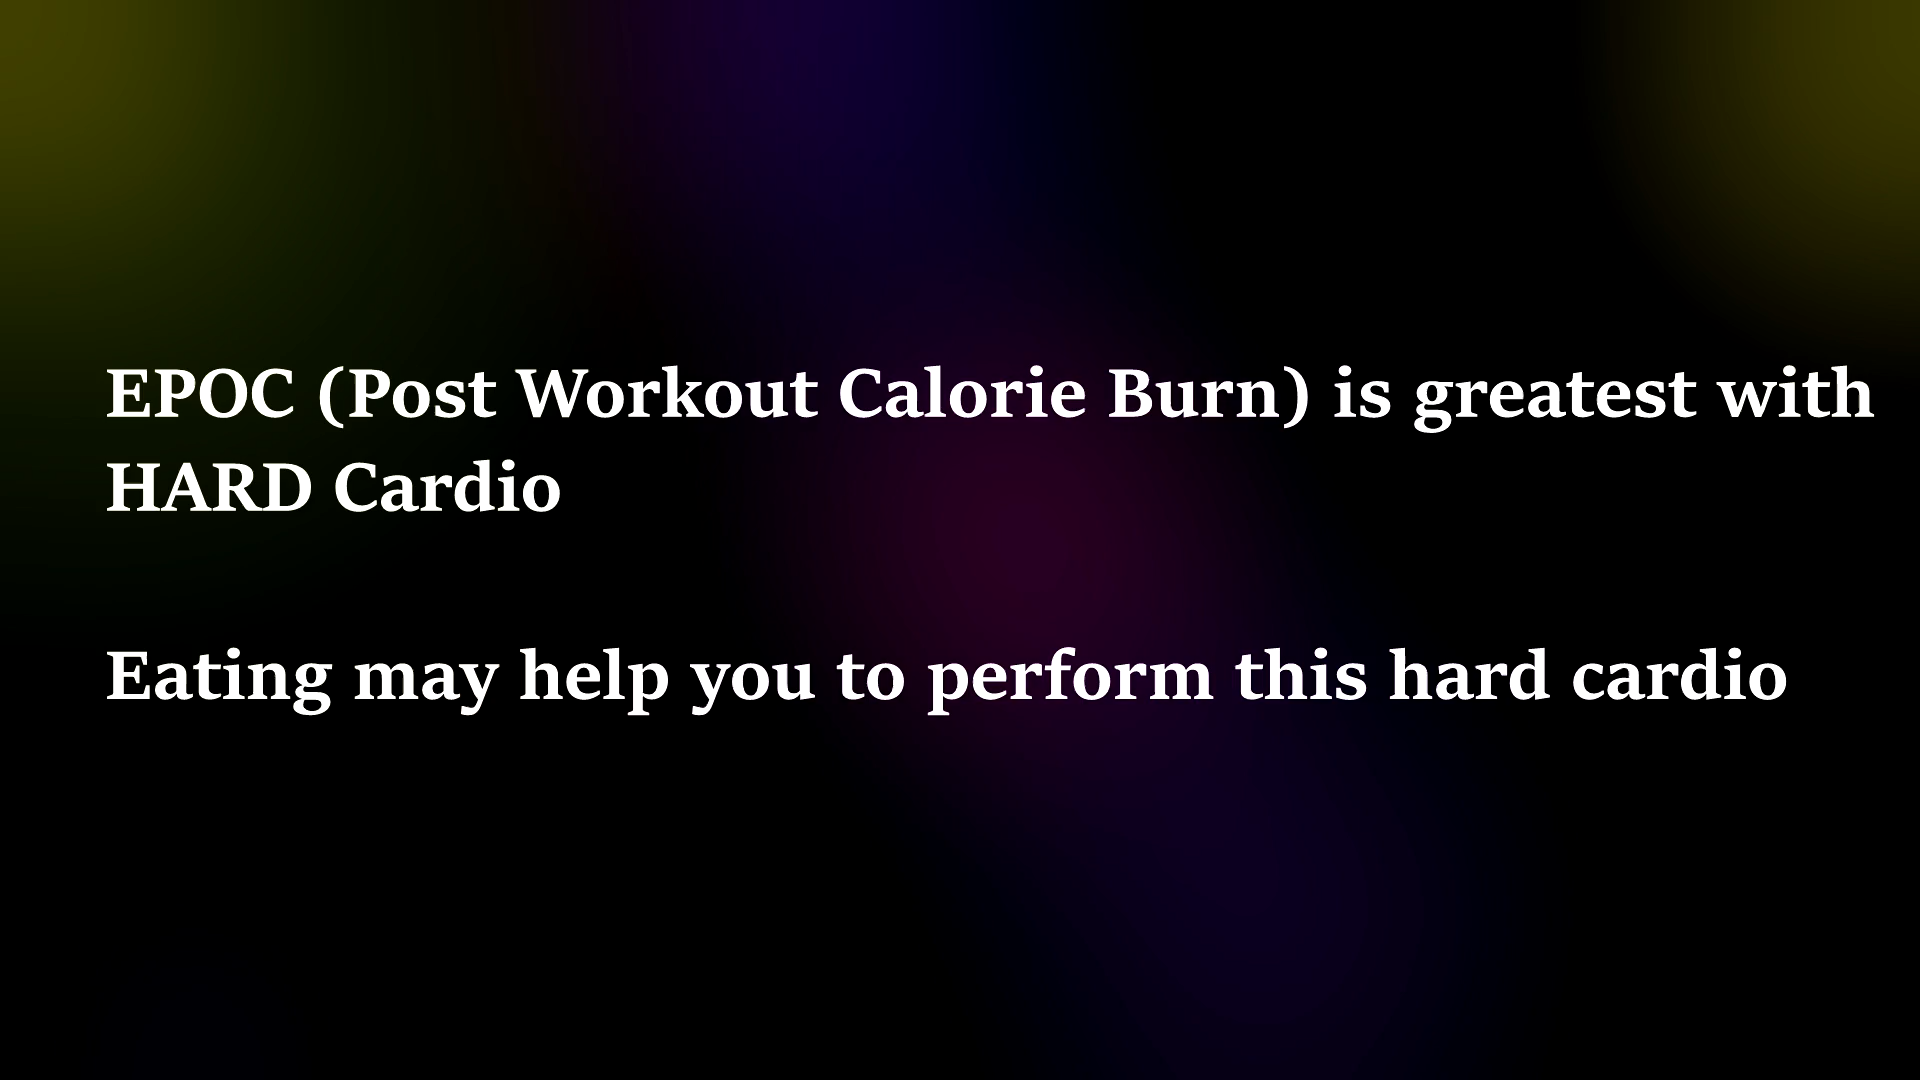 EPOC (Post Workout Calorie Burn) is greatest with
HARD Cardio
Eating may help you to perform this hard cardio